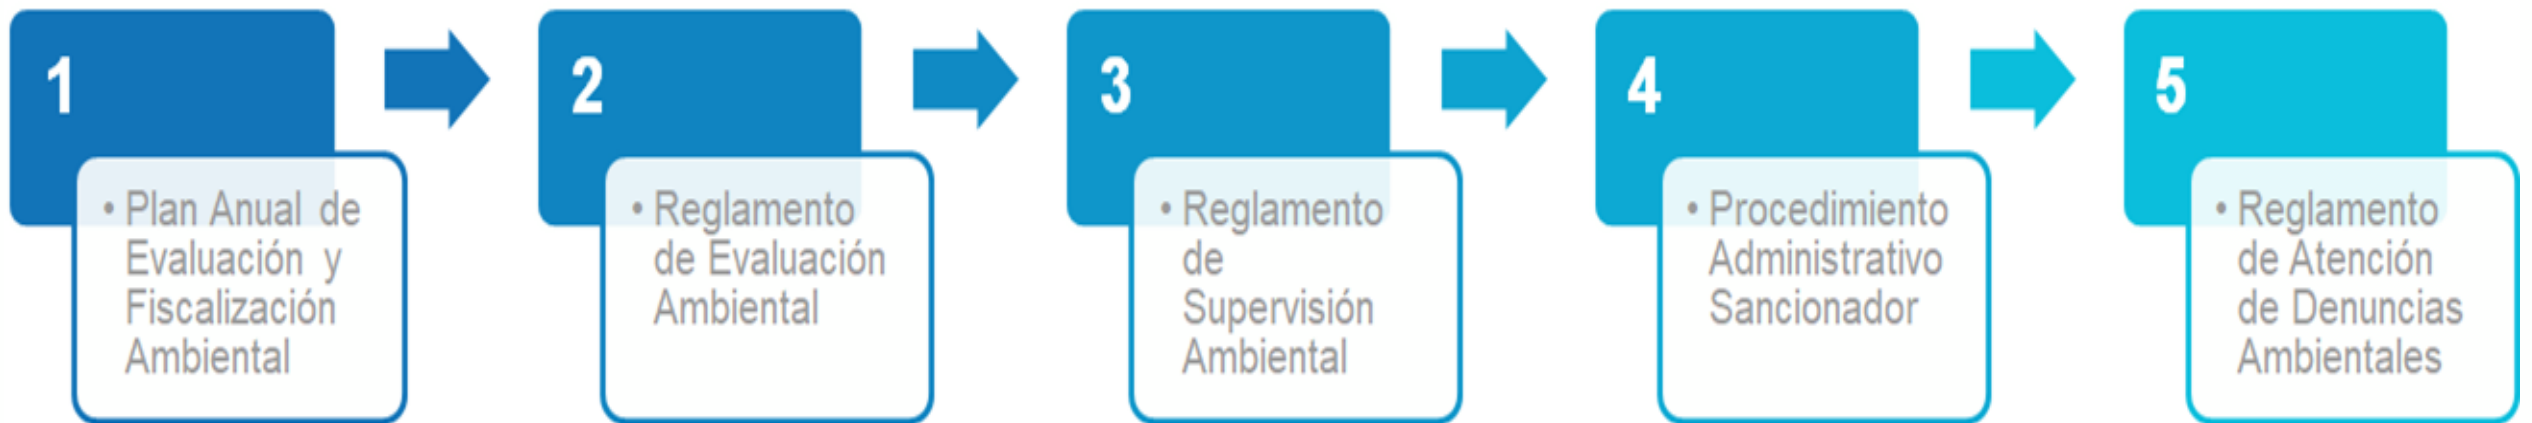 1
• Plan Anual de
Evaluación y
Fiscalización
Ambiental
2
• Reglamento
de Evaluación
Ambiental
3
• Reglamento
de
Supervisión
Ambiental
4
• Procedimiento
Administrativo
Sancionador
5
• Reglamento
de Atención
de Denuncias
Ambientales